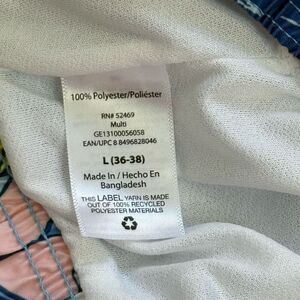 100% Polyester/Poliéster
RN# 52469
Multi
GE13100056058
EAN/UPC 8 8496828046
L (36-38)
Made In / Hecho En
Bangladesh
THIS LABEL YARN IS MADE
OUT OF 100% RECYCLED
POLYESTER MATERIALS